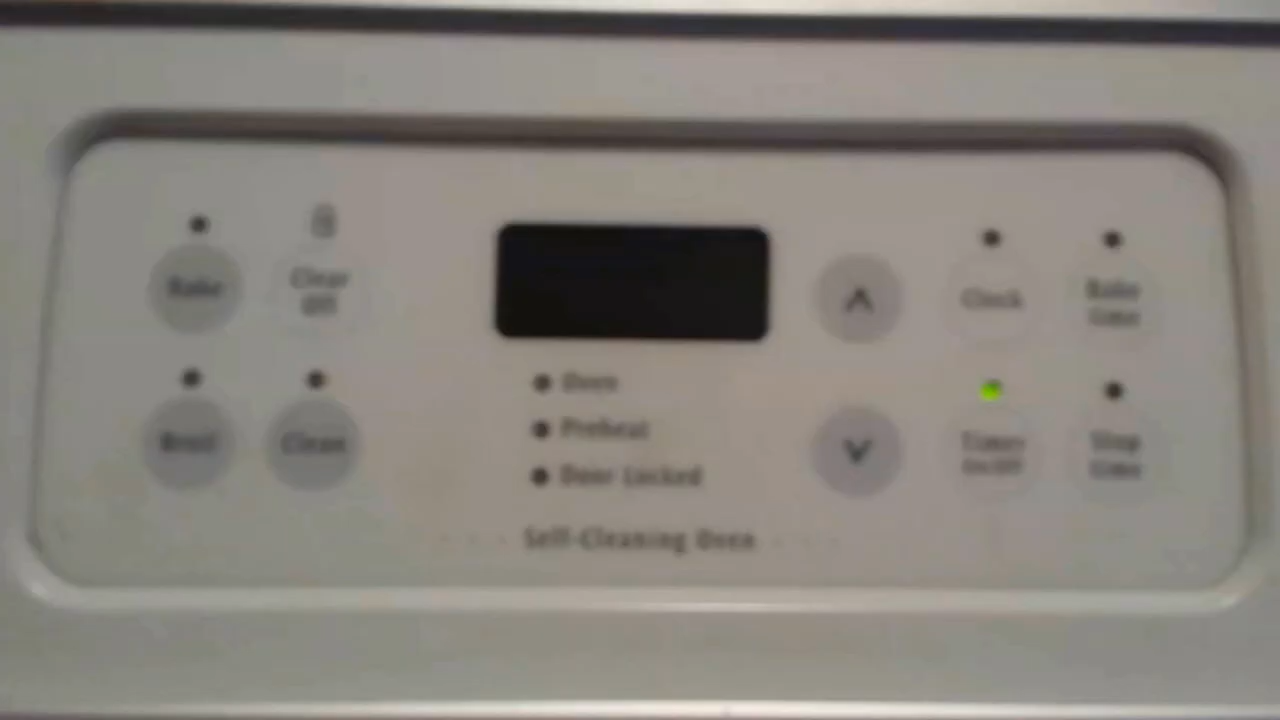 Bake
Clear
Off
Clock
Bake
time
Broil
Clean
Oven
Preheat
Door Locked
Timer
On/Off
Stop
time
Self-Cleaning Oven